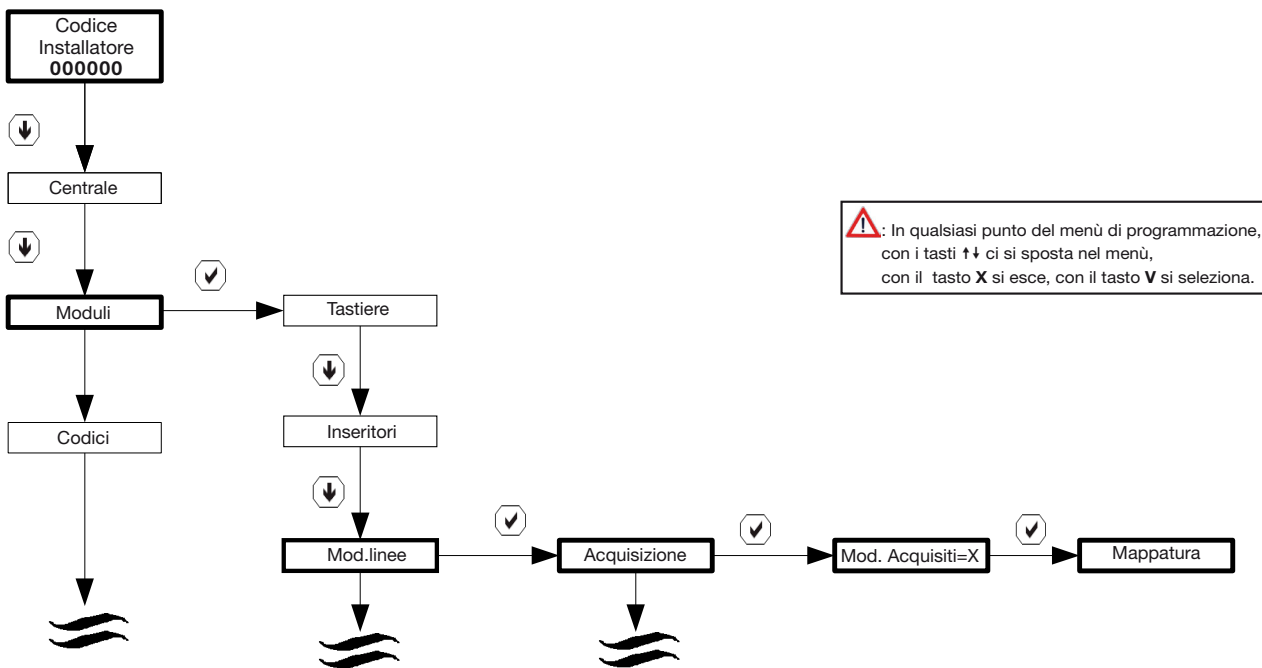 Codice
Installatore
000000
Centrale
Moduli
Codici
Tastiere
Inseritori
Mod.linee
Acquisizione
Mod. Acquisiti=X
Mappatura
: In qualsiasi punto del menù di programmazione,
con i tasti ↑↓ ci si sposta nel menù,
con il tasto X si esce, con il tasto V si seleziona.